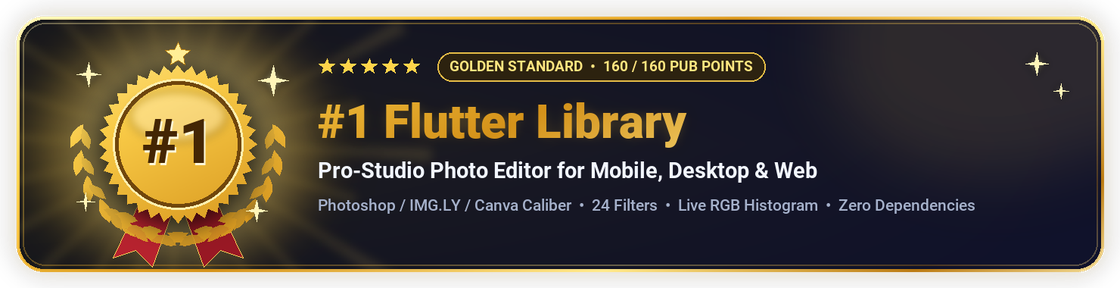 #1
★★★★★ GOLDEN STANDARD • 160 / 160 PUB POINTS
#1 Flutter Library
Pro-Studio Photo Editor for Mobile, Desktop & Web
Photoshop / IMG.LY / Canva Caliber • 24 Filters • Live RGB Histogram • Zero Dependencies